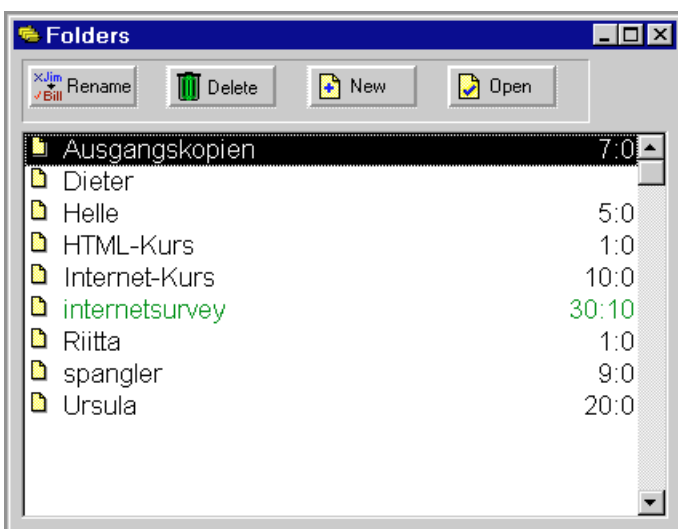 Folders
×Jim ✓Bill Rename Delete New Open
Ausgangskopien 7:0
Dieter
Helle 5:0
HTML-Kurs 1:0
Internet-Kurs 10:0
internetsurvey 30:10
Riitta 1:0
spangler 9:0
Ursula 20:0